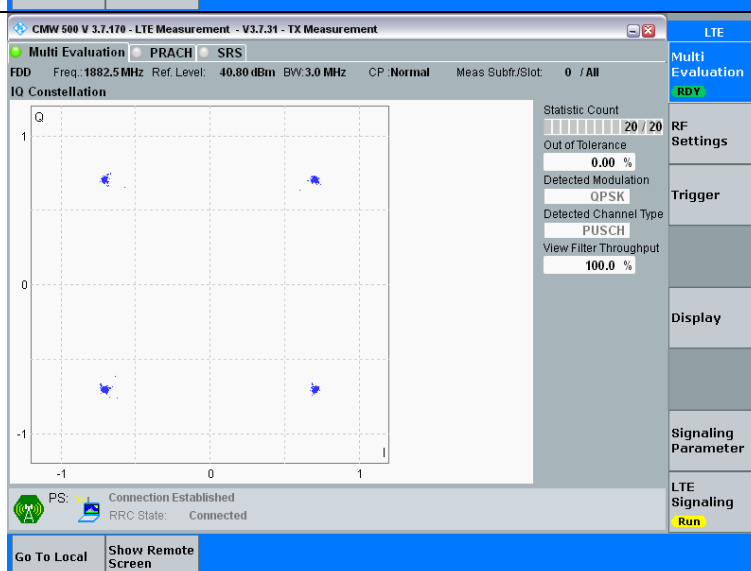 CMW 500 V 3.7.170 - LTE Measurement - V3.7.31 - TX Measurement
LTE
Multi Evaluation PRACH SRS
FDD Freq.:1882.5 MHz Ref. Level: 40.80 dBm BW:3.0 MHz CP :Normal Meas Subfr./Slot: 0 / All
IQ Constellation
Q
1
0
-1
I
-1 0 1
Statistic Count
20 / 20
Out of Tolerance
0.00 %
Detected Modulation
QPSK
Detected Channel Type
PUSCH
View Filter Throughput
100.0 %
Multi
Evaluation
RDY
RF
Settings
Trigger
Display
Signaling
Parameter
LTE
Signaling
Run
PS: Connection Established
RRC State: Connected
Go To Local
Show Remote
Screen